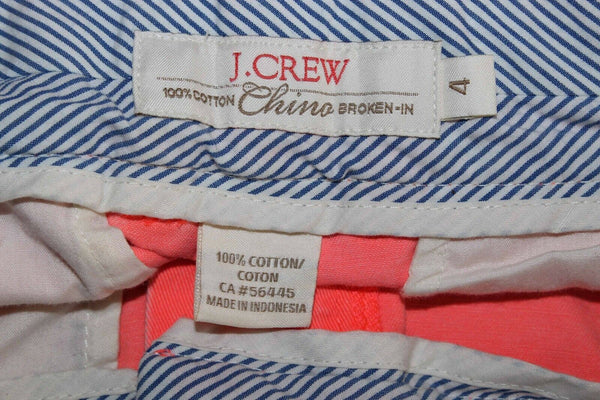 J.CREW
100% COTTON Chino BROKEN-IN
4
100% COTTON/
COTON
CA #56445
MADE IN INDONESIA